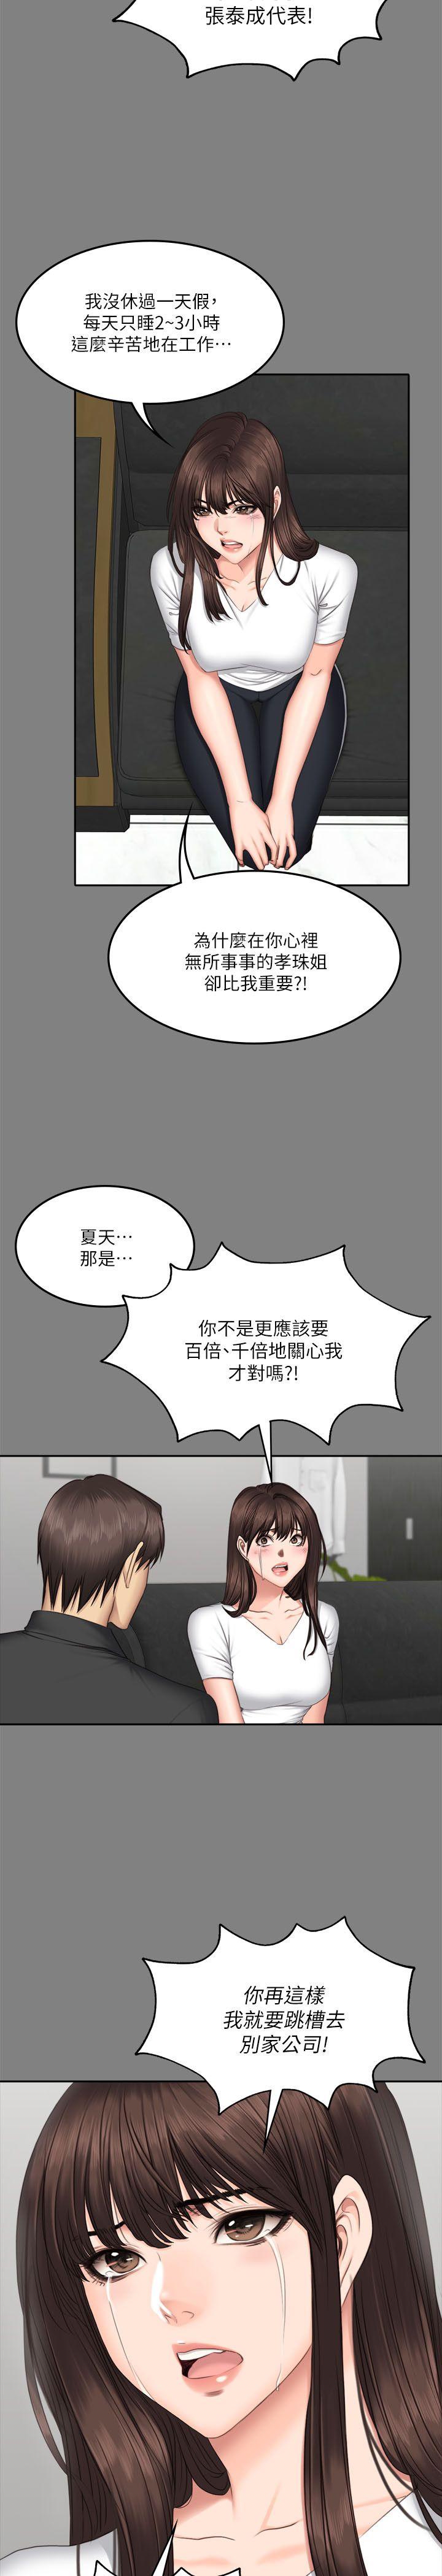 張泰成代表!
我沒休過一天假，
每天只睡2~3小時
這麼辛苦地在工作⋯
為什麼在你心裡
無所事事的孝珠姐
卻比我重要?!
夏天⋯
那是⋯
你不是更應該要
百倍、千倍地關心我
才對嗎?!
你再這樣
我就要跳槽去
別家公司!